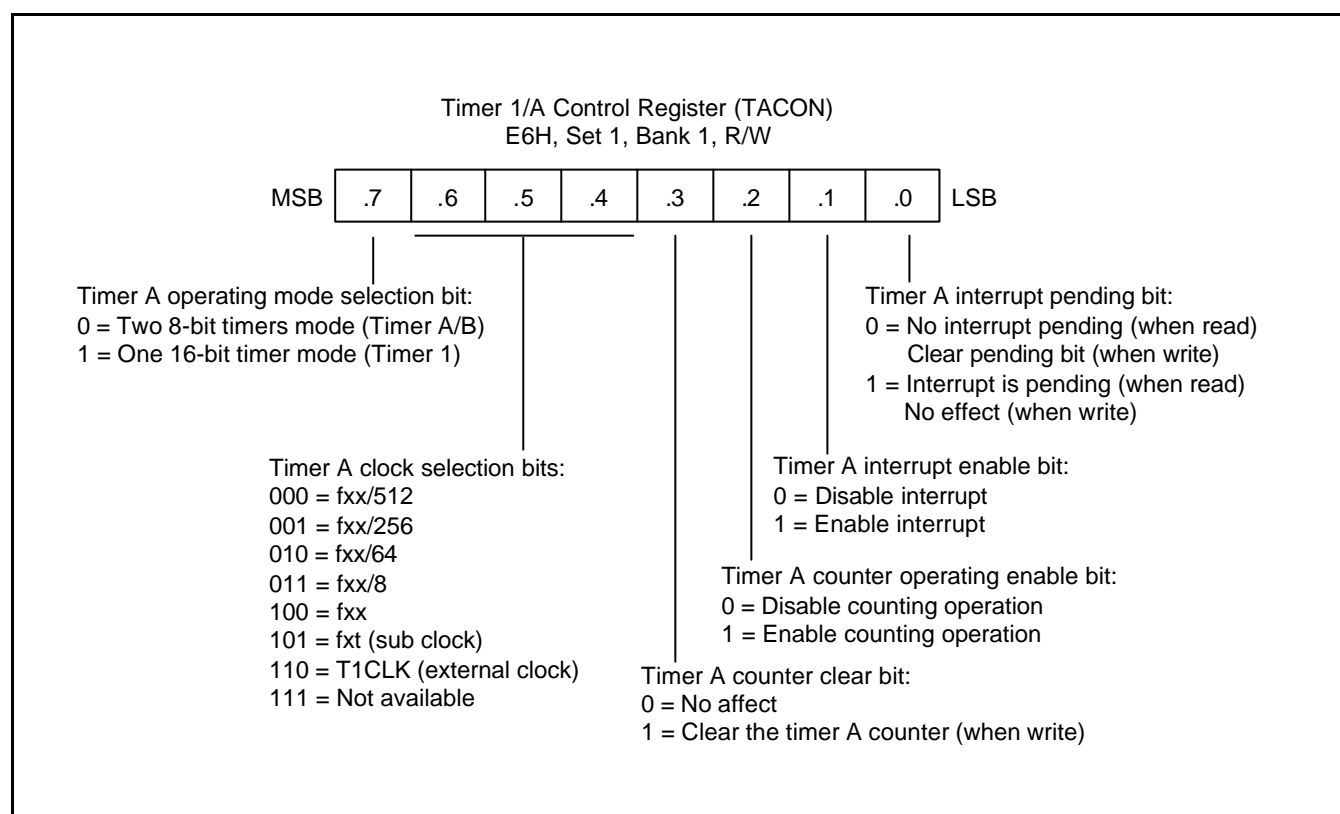 Timer 1/A Control Register (TACON)
E6H, Set 1, Bank 1, R/W
MSB .7 .6 .5 .4 .3 .2 .1 .0 LSB
Timer A operating mode selection bit:
0 = Two 8-bit timers mode (Timer A/B)
1 = One 16-bit timer mode (Timer 1)
Timer A interrupt pending bit:
0 = No interrupt pending (when read)
Clear pending bit (when write)
1 = Interrupt is pending (when read)
No effect (when write)
Timer A clock selection bits:
000 = fxx/512
001 = fxx/256
010 = fxx/64
011 = fxx/8
100 = fxx
101 = fxt (sub clock)
110 = T1CLK (external clock)
111 = Not available
Timer A interrupt enable bit:
0 = Disable interrupt
1 = Enable interrupt
Timer A counter operating enable bit:
0 = Disable counting operation
1 = Enable counting operation
Timer A counter clear bit:
0 = No affect
1 = Clear the timer A counter (when write)